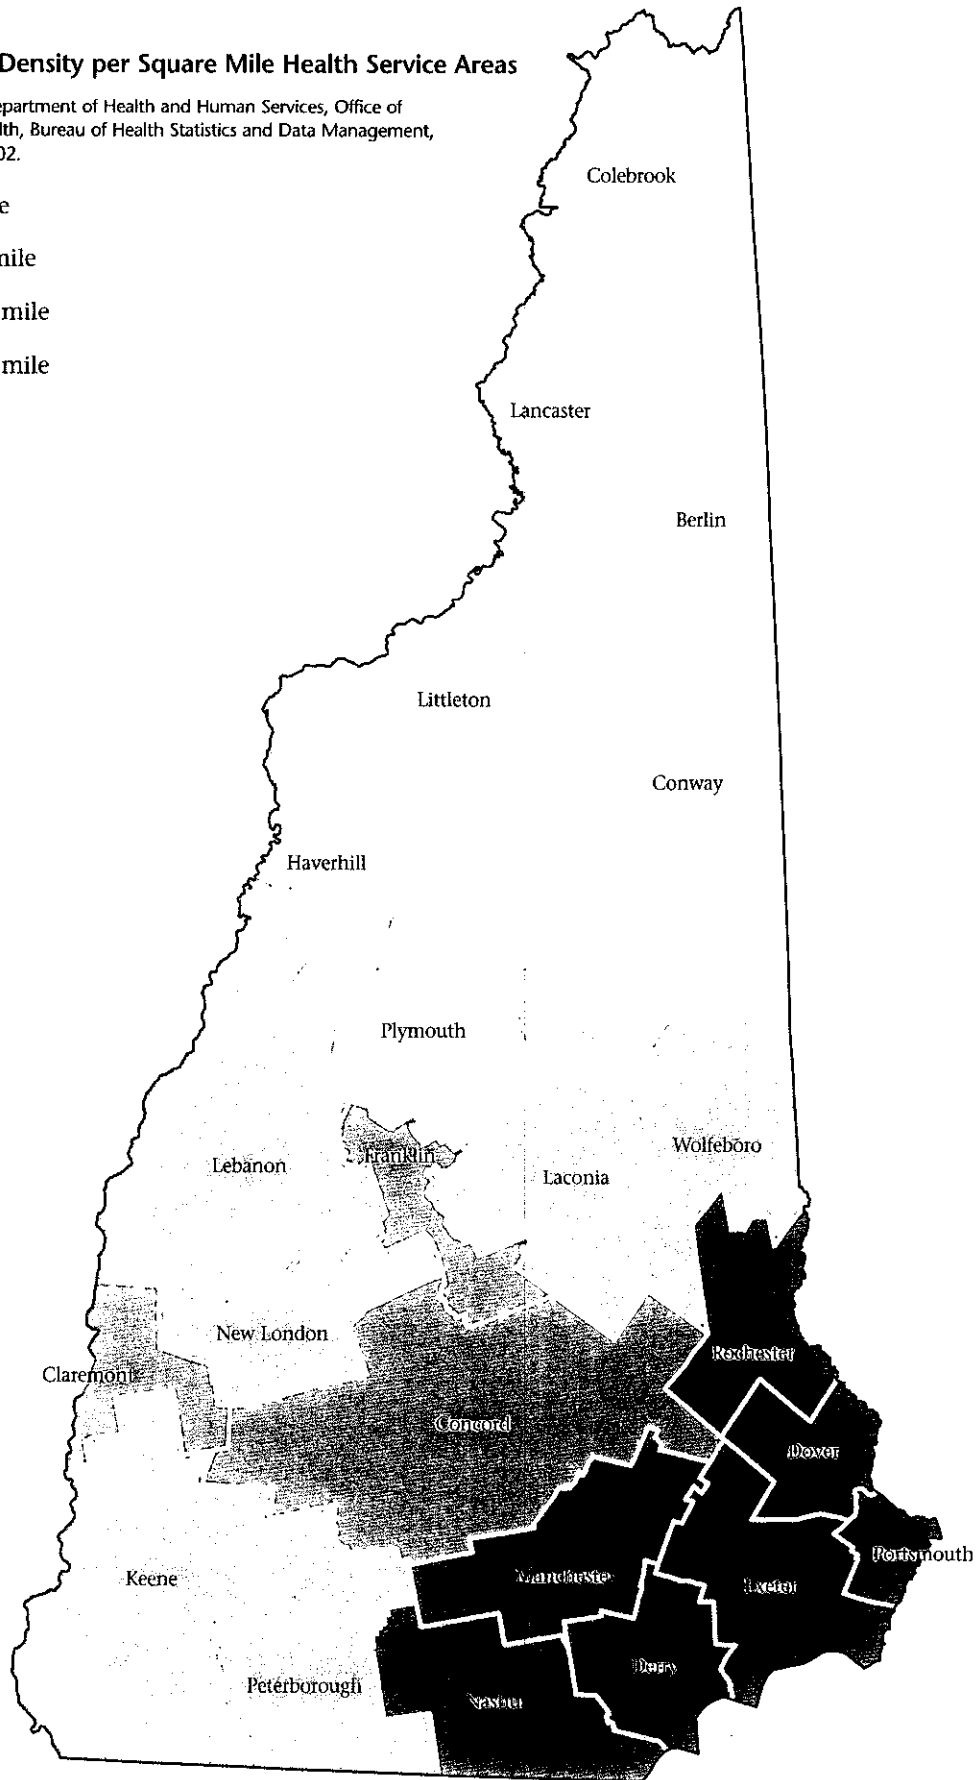 Density per Square Mile Health Service Areas
epartment of Health and Human Services, Office of
lth, Bureau of Health Statistics and Data Management,
02.
e
mile
mile
mile
Colebrook
Lancaster
Berlin
Littleton
Conway
Haverhill
Plymouth
Wolfeboro
Franklin
Lebanon
Laconia
New London
Rochester
Claremont
Concord
Dover
Portsmouth
Manchester
Keene
Exeter
Derry
Peterborough
Nashu